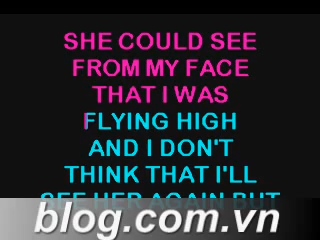 SHE COULD SEE
FROM MY FACE
THAT I WAS
FLYING HIGH
AND I DON'T
THINK THAT I'LL
SEE HER AGAIN BUT
blog.com.vn